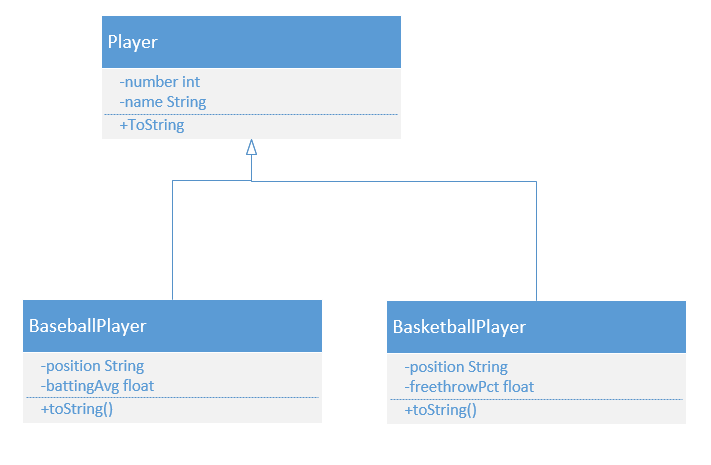 Player
-number int
-name String
+ToString
BaseballPlayer
-position String
-battingAvg float
+toString()
BasketballPlayer
-position String
-freethrowPct float
+toString()